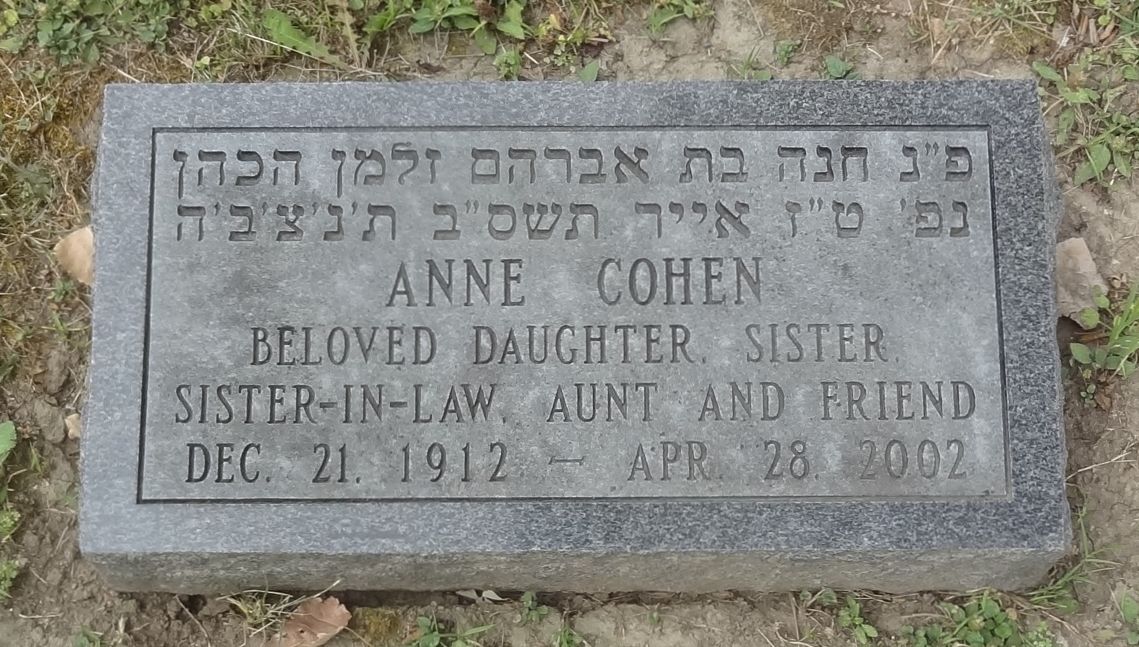 פ"נ חנה בת אברהם זלמן הכהן
נפ' ט"ז אייר תשס"ב ת'נ'צ'ב'ה
ANNE COHEN
BELOVED DAUGHTER, SISTER,
SISTER-IN-LAW, AUNT AND FRIEND
DEC. 21, 1912 — APR. 28, 2002